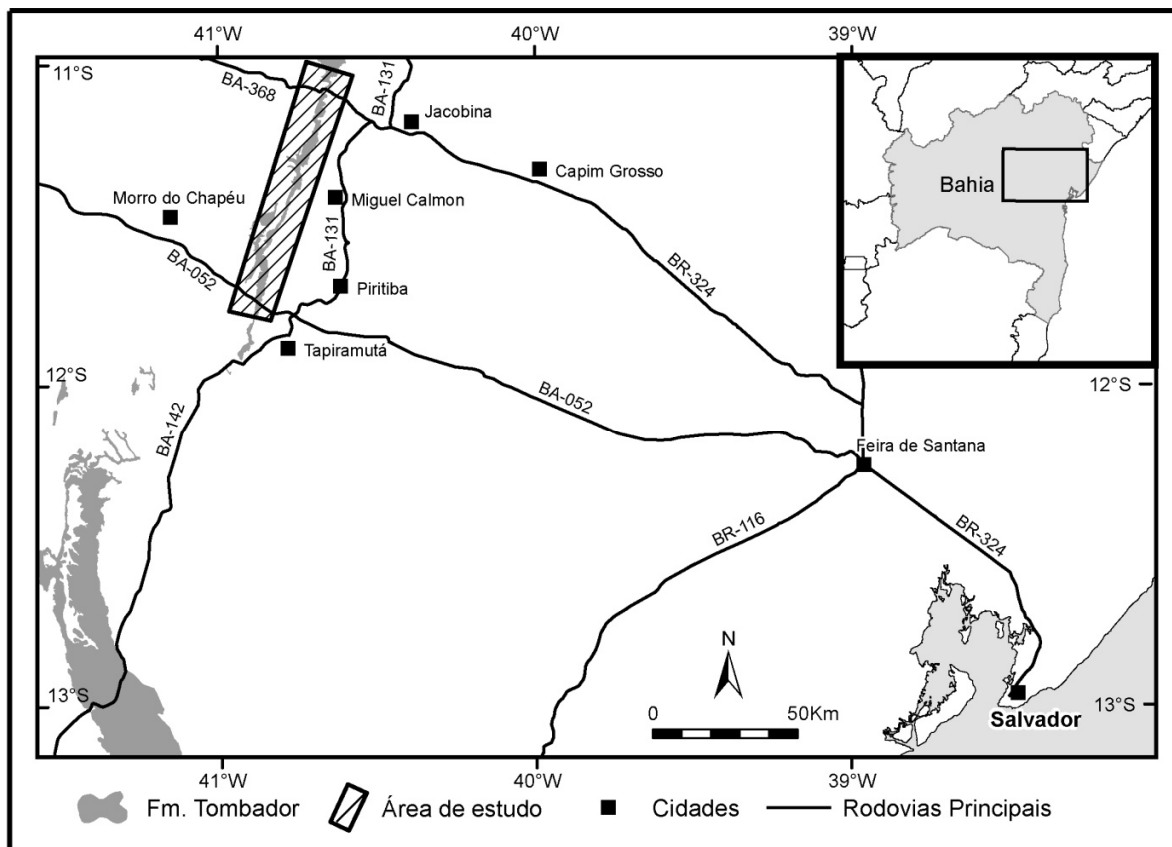 41°W
40°W
39°W
11°S
BA-368
BA-131
Jacobina
Capim Grosso
Morro do Chapéu
Miguel Calmon
BA-131
BA-052
Piritiba
BR-324
Tapiramutá
Bahia
12°S
12°S
BA-142
BA-052
Feira de Santana
BR-116
BR-324
N
0 50Km
13°S
13°S
Salvador
41°W
40°W
39°W
Fm. Tombador
Área de estudo
Cidades
Rodovias Principais